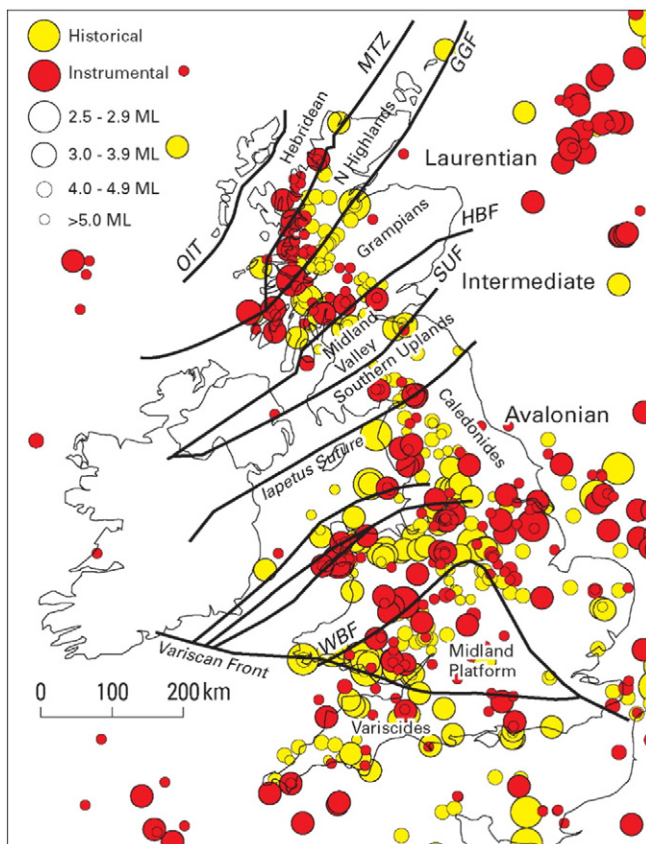 Historical
Instrumental
2.5 - 2.9 ML
3.0 - 3.9 ML
4.0 - 4.9 ML
>5.0 ML
MTZ
GGF
Hebridean
N Highlands
Laurentian
OIT
Grampians
HBF
SUF
Intermediate
Midland
Valley
Southern Uplands
Caledonides
Avalonian
Iapetus Suture
WBF
Variscan Front
Midland
Platform
0 100 200 km
Variscides